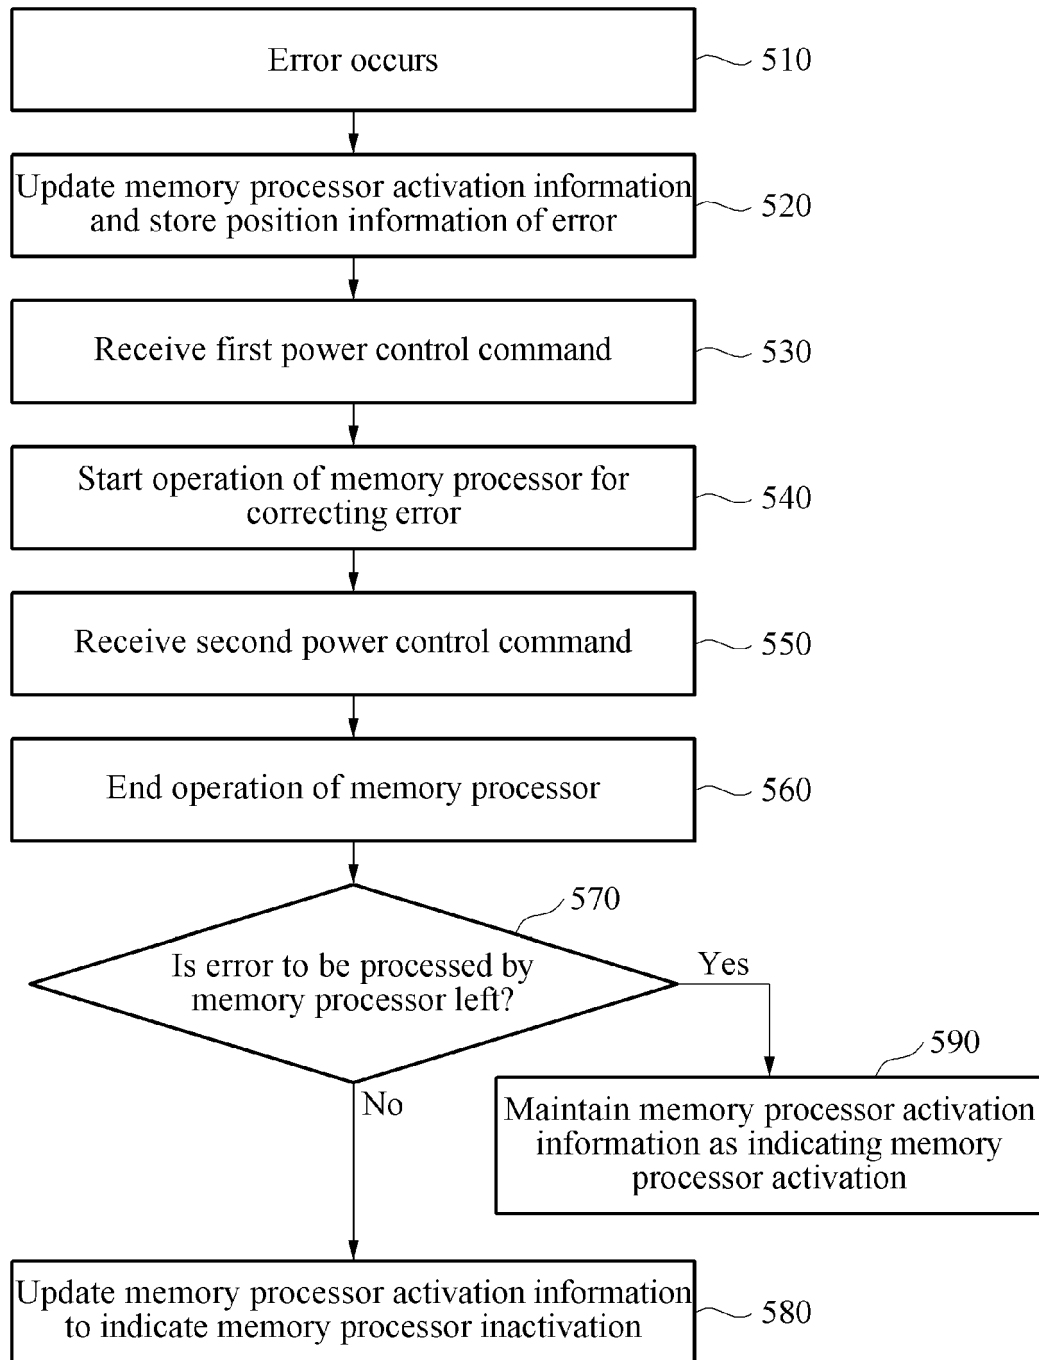 Error occurs
510
Update memory processor activation information
and store position information of error
520
Receive first power control command
530
Start operation of memory processor for
correcting error
540
Receive second power control command
550
End operation of memory processor
560
570
Is error to be processed by
memory processor left?
Yes
No
590
Maintain memory processor activation
information as indicating memory
processor activation
Update memory processor activation information
to indicate memory processor inactivation
580